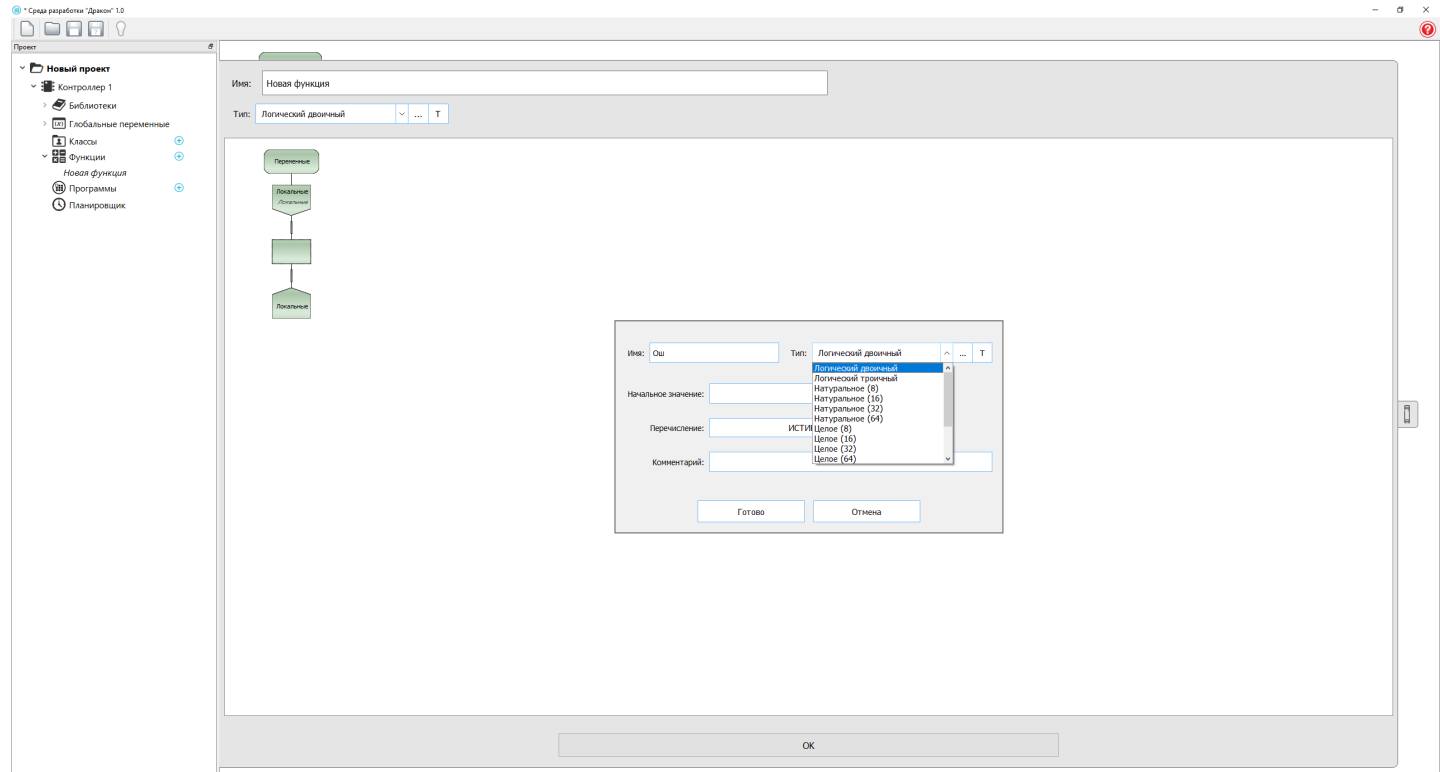 * Среда разработки "Дракон" 1.0
Проект
Новый проект
Контроллер 1
Библиотеки
Глобальные переменные
Классы
Функции
Новая функция
Программы
Планировщик
Имя: Новая функция
Тип: Логический двоичный ... T
Переменные
Локальные
Локальные
Локальные
Имя: Ош Тип: Логический двоичный ... T
Логический двоичный
Логический троичный
Начальное значение:
Натуральное (8)
Натуральное (16)
Натуральное (32)
Натуральное (64)
Перечисление: ИСТИ
Целое (8)
Целое (16)
Целое (32)
Целое (64)
Комментарий:
Готово Отмена
OK